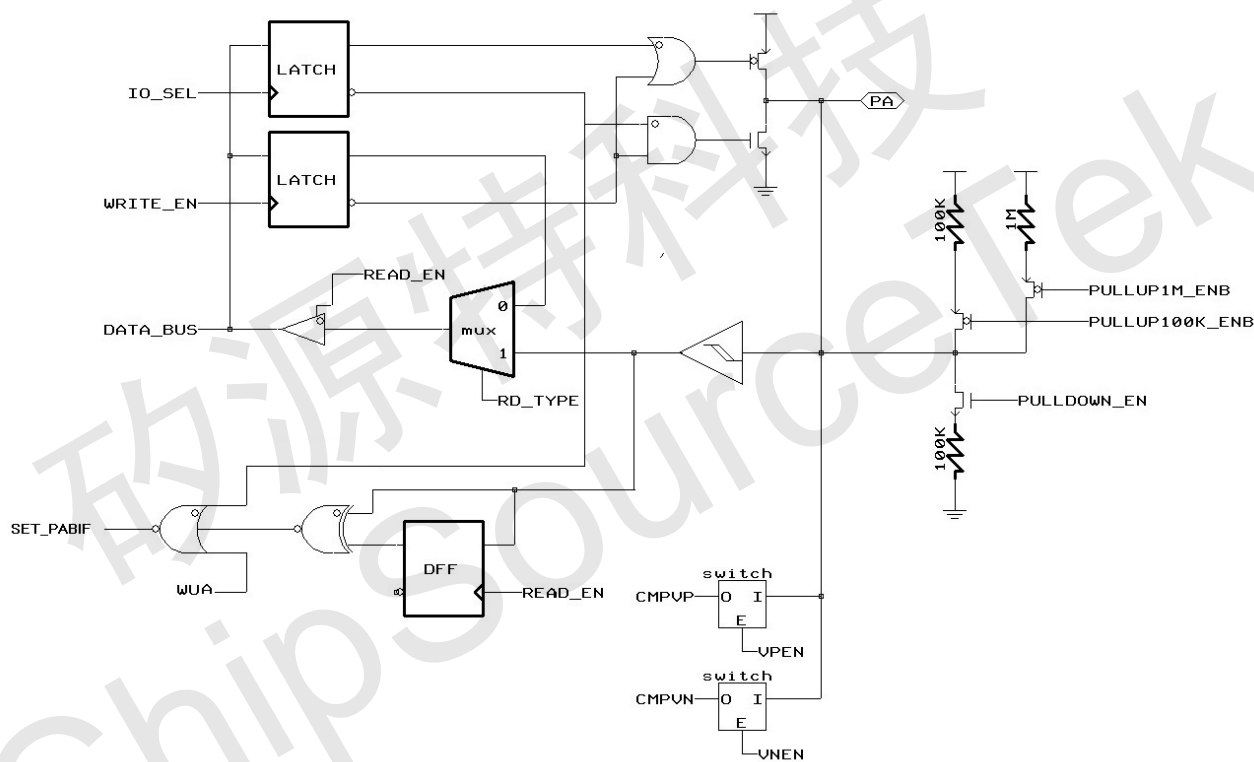 LATCH
IO_SEL
PA
LATCH
WRITE_EN
100K
1M
READ_EN
0
PULLUP1M_ENB
DATA_BUS
mux
PULLUP100K_ENB
1
RD_TYPE
PULLDOWN_EN
100K
SET_PABIF
DFF
WUA
READ_EN
switch
CMPVP
O I
E
VPEN
switch
CMPVN
O I
E
VNEN
矽源特科技
ChipSourceTek